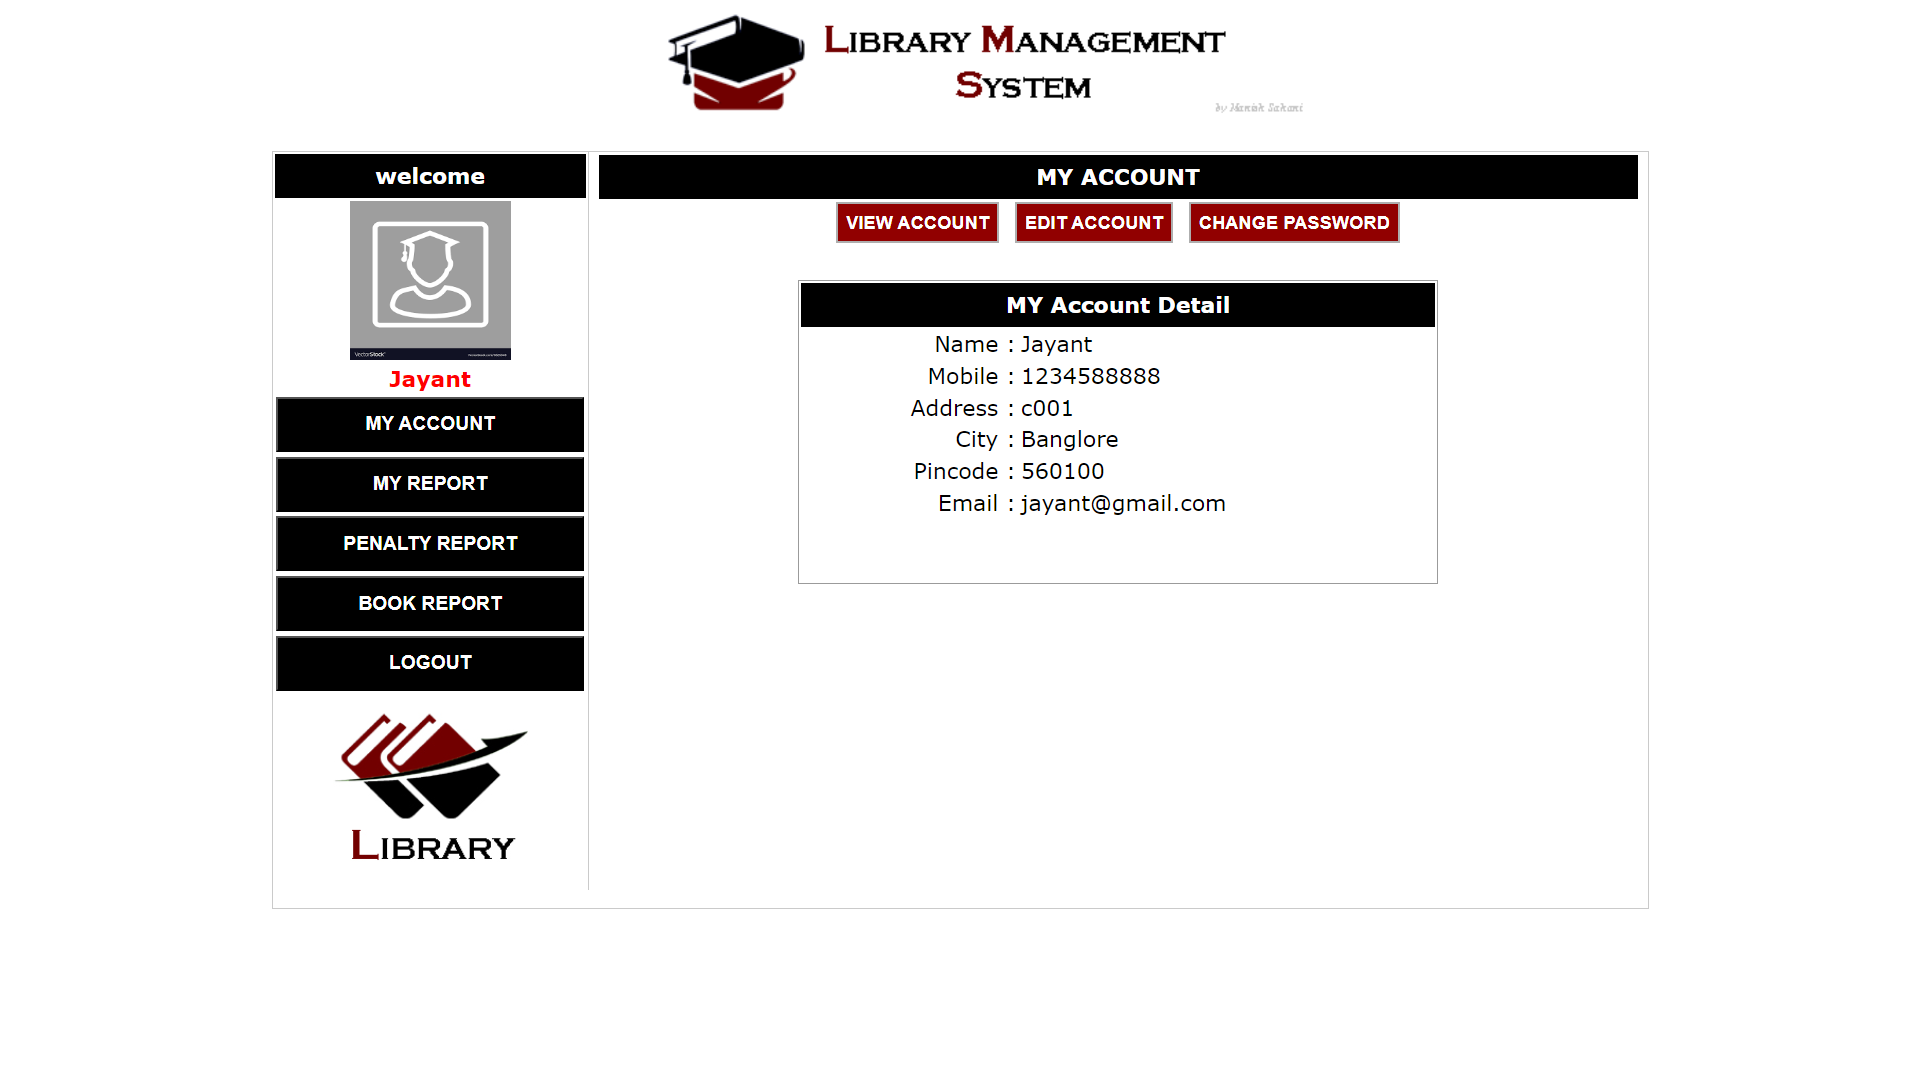 LIBRARY MANAGEMENT
SYSTEM
by Manish Sahani
welcome
VectorStock
Jayant
MY ACCOUNT
MY REPORT
PENALTY REPORT
BOOK REPORT
LOGOUT
LIBRARY
MY ACCOUNT
VIEW ACCOUNT EDIT ACCOUNT CHANGE PASSWORD
MY Account Detail
Name : Jayant
Mobile : 1234588888
Address : c001
City : Banglore
Pincode : 560100
Email : jayant@gmail.com